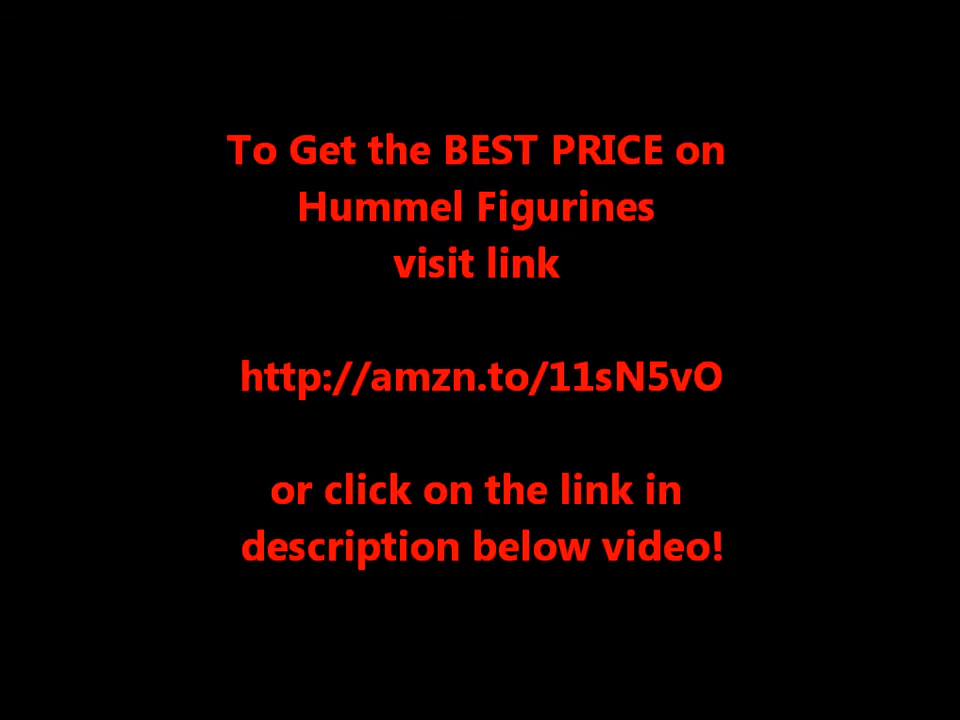 To Get the BEST PRICE on
Hummel Figurines
visit link
http://amzn.to/11sN5vO
or click on the link in
description below video!